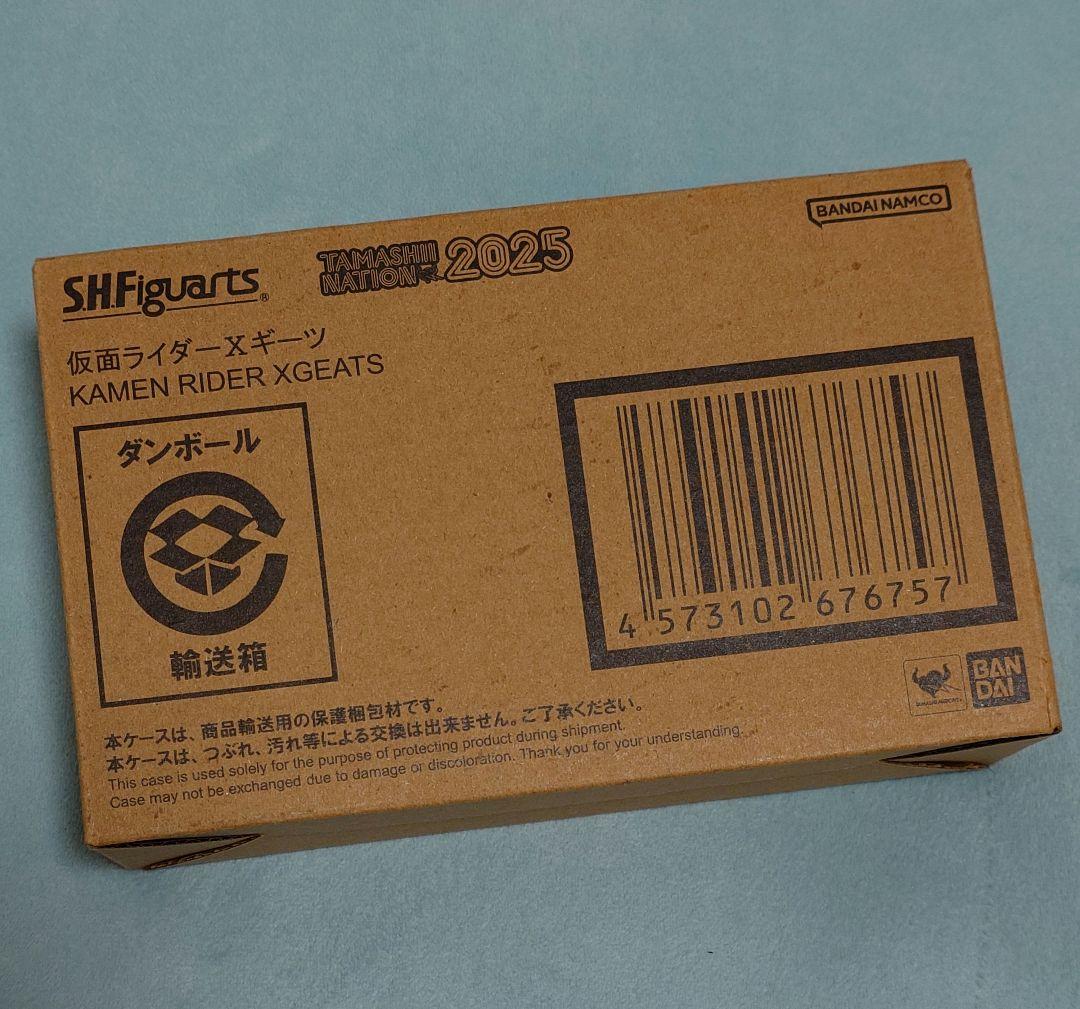 S.H.Figuarts®
TAMASHII
NATION 2025
BANDAI NAMCO
仮面ライダーXギーツ
KAMEN RIDER XGEATS
ダンボール
輸送箱
4 573102 676757
BAN
DAI
本ケースは、商品輸送用の保護梱包材です。
本ケースは、つぶれ、汚れ等による交換は出来ません。ご了承ください。
This case is used solely for the purpose of protecting product during shipment.
Case may not be exchanged due to damage or discoloration. Thank you for your understanding.